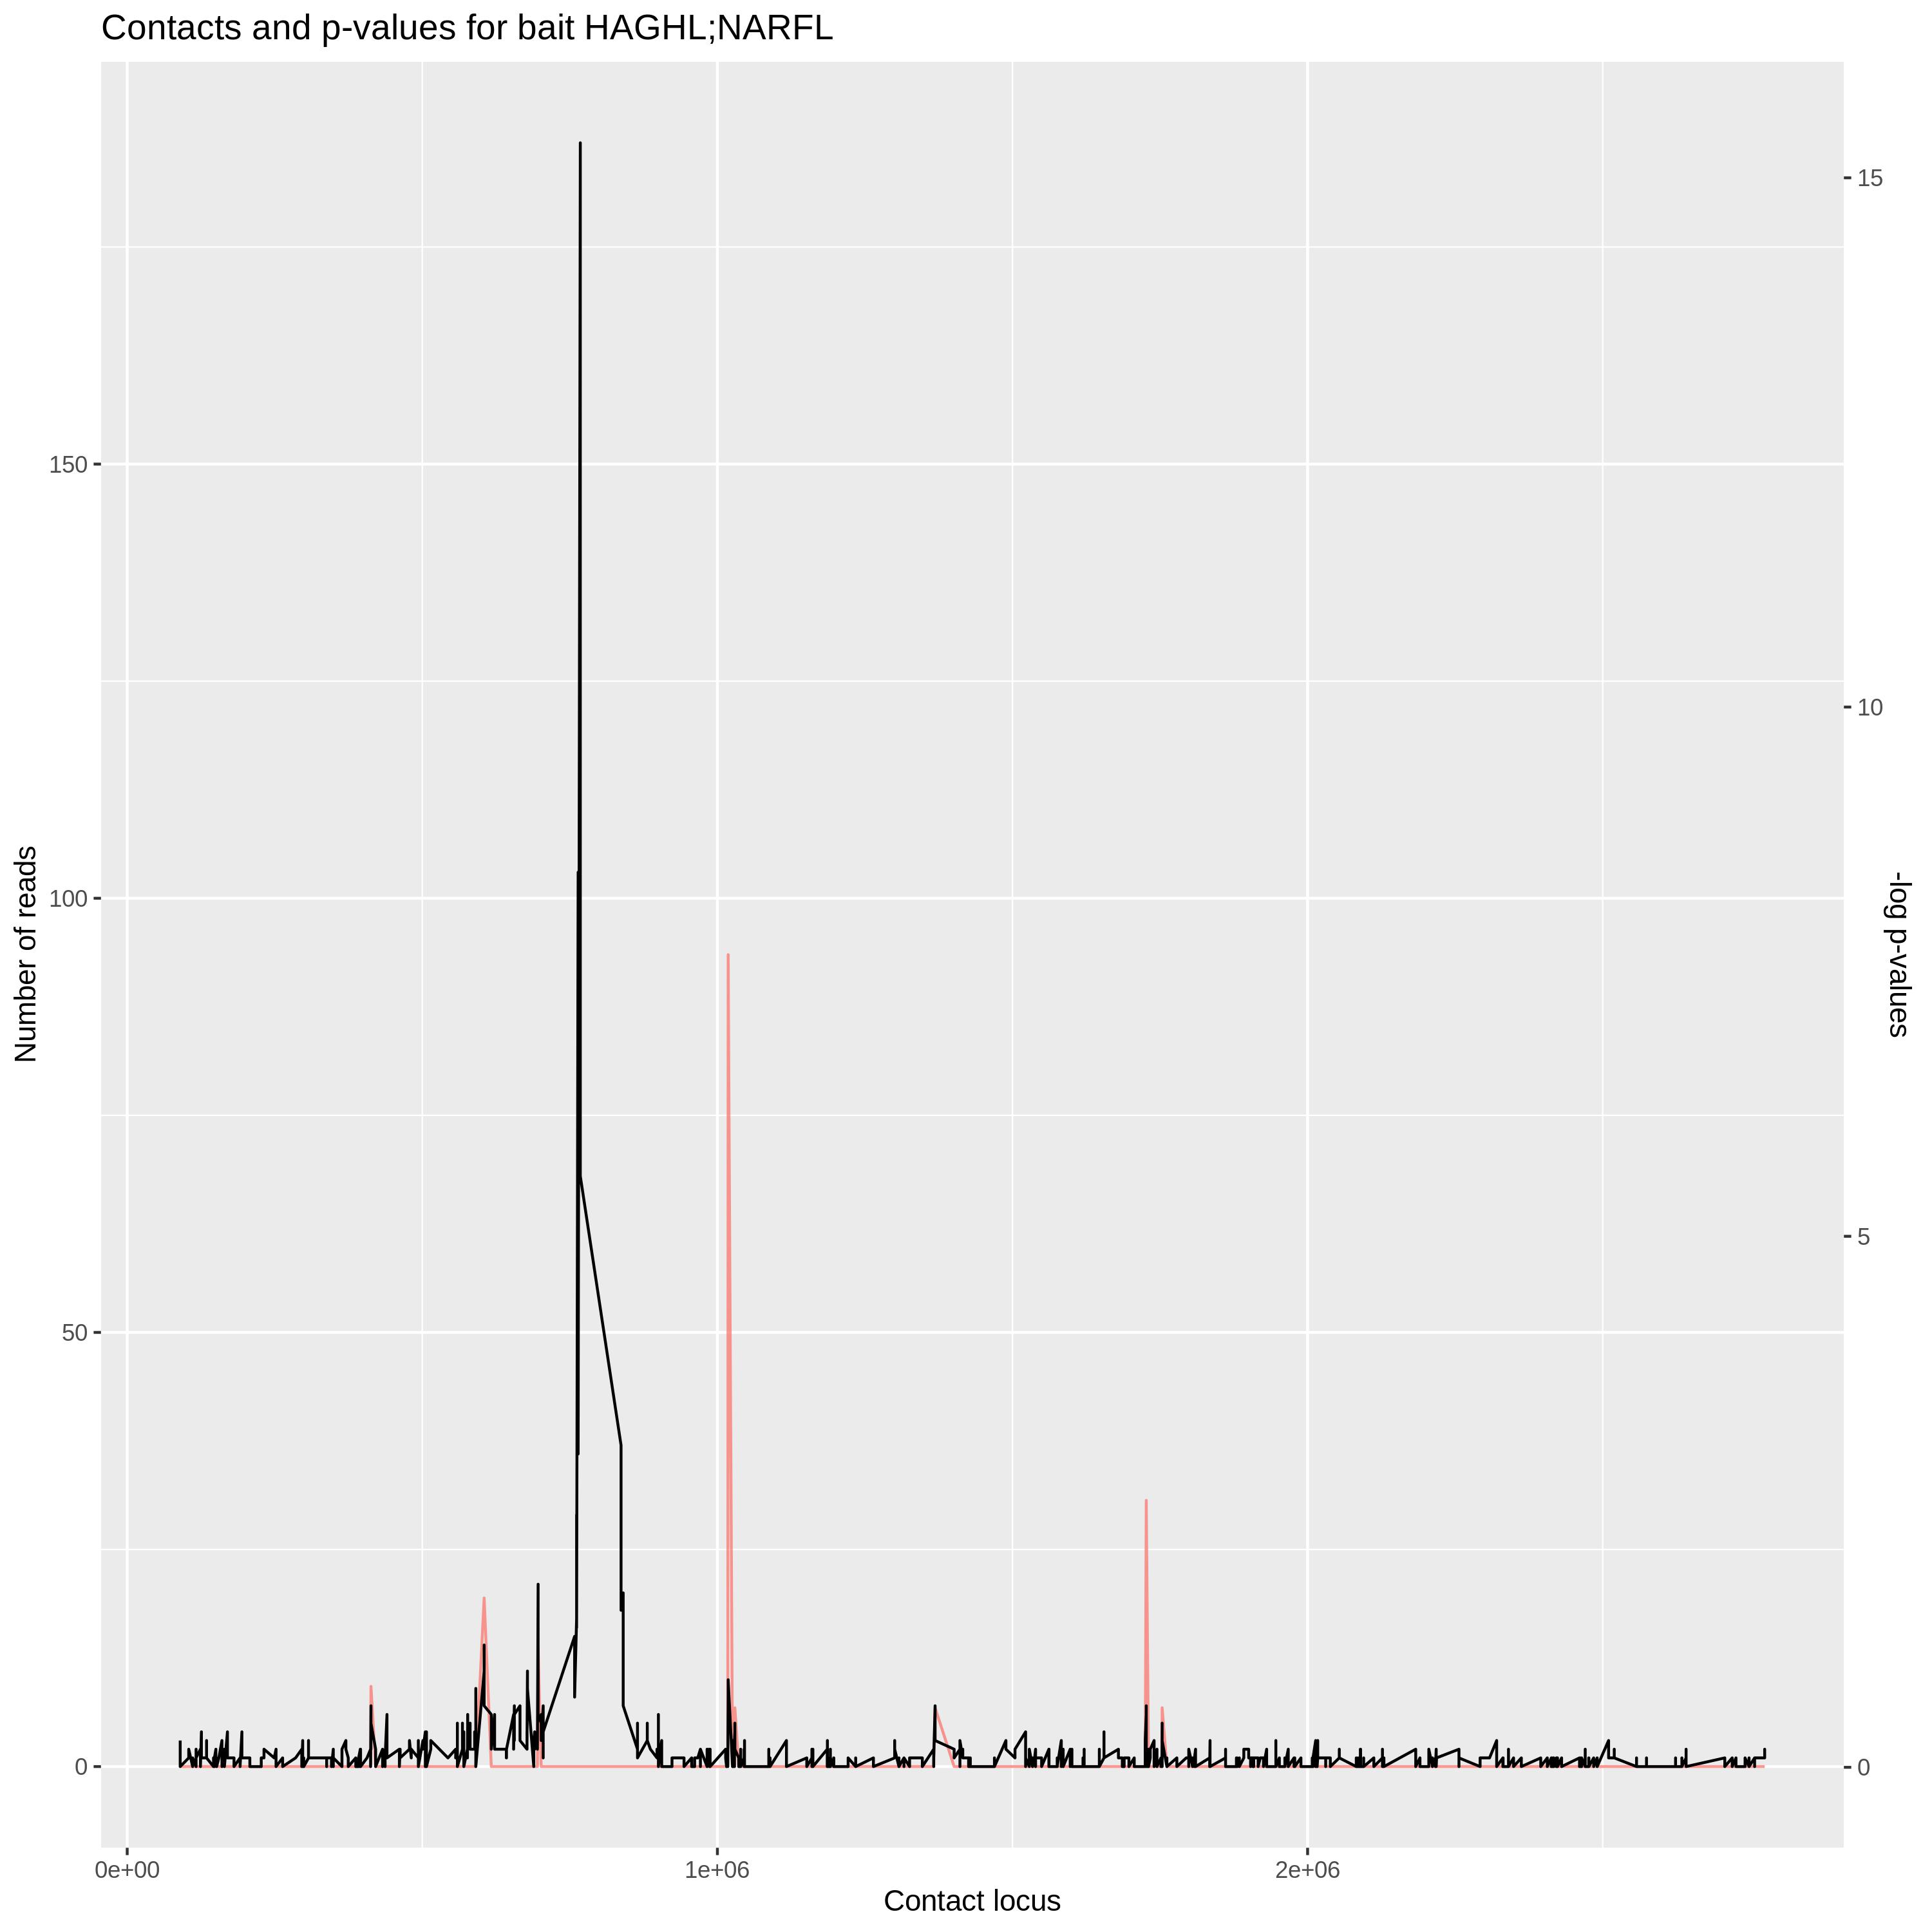 Contacts and p-values for bait HAGHL;NARFL
Number of reads
150
100
50
0
15
10
5
0
-log p-values
0e+00
1e+06
2e+06
Contact locus